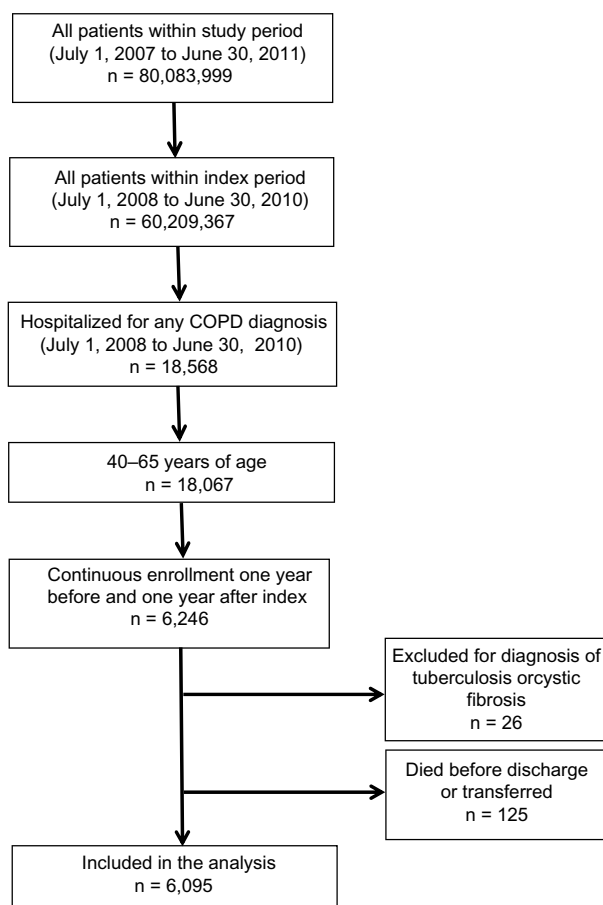 All patients within study period
(July 1, 2007 to June 30, 2011)
n = 80,083,999
All patients within index period
(July 1, 2008 to June 30, 2010)
n = 60,209,367
Hospitalized for any COPD diagnosis
(July 1, 2008 to June 30, 2010)
n = 18,568
40–65 years of age
n = 18,067
Continuous enrollment one year
before and one year after index
n = 6,246
Excluded for diagnosis of
tuberculosis orcystic
fibrosis
n = 26
Died before discharge
or transferred
n = 125
Included in the analysis
n = 6,095